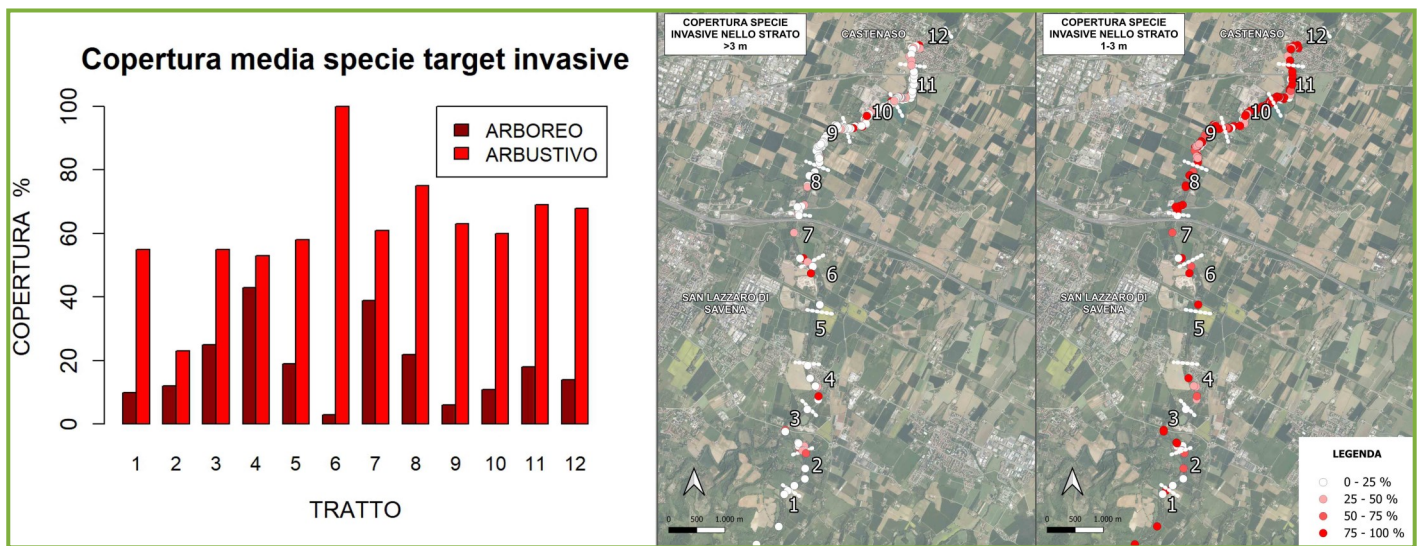 Copertura media specie target invasive
COPERTURA %
100
80
60
40
20
0
ARBOREO
ARBUSTIVO
1 2 3 4 5 6 7 8 9 10 11 12
TRATTO
COPERTURA SPECIE
INVASIVE NELLO STRATO
>3 m
CASTENASO
12
11
10
9
8
7
6
SAN LAZZARO DI
SAVENA
5
4
3
2
1
0 500 1.000 m
COPERTURA SPECIE
INVASIVE NELLO STRATO
1-3 m
CASTENASO
12
11
10
9
8
7
6
SAN LAZZARO DI
SAVENA
5
4
3
2
1
0 500 1.000 m
LEGENDA
0 - 25 %
25 - 50 %
50 - 75 %
75 - 100 %